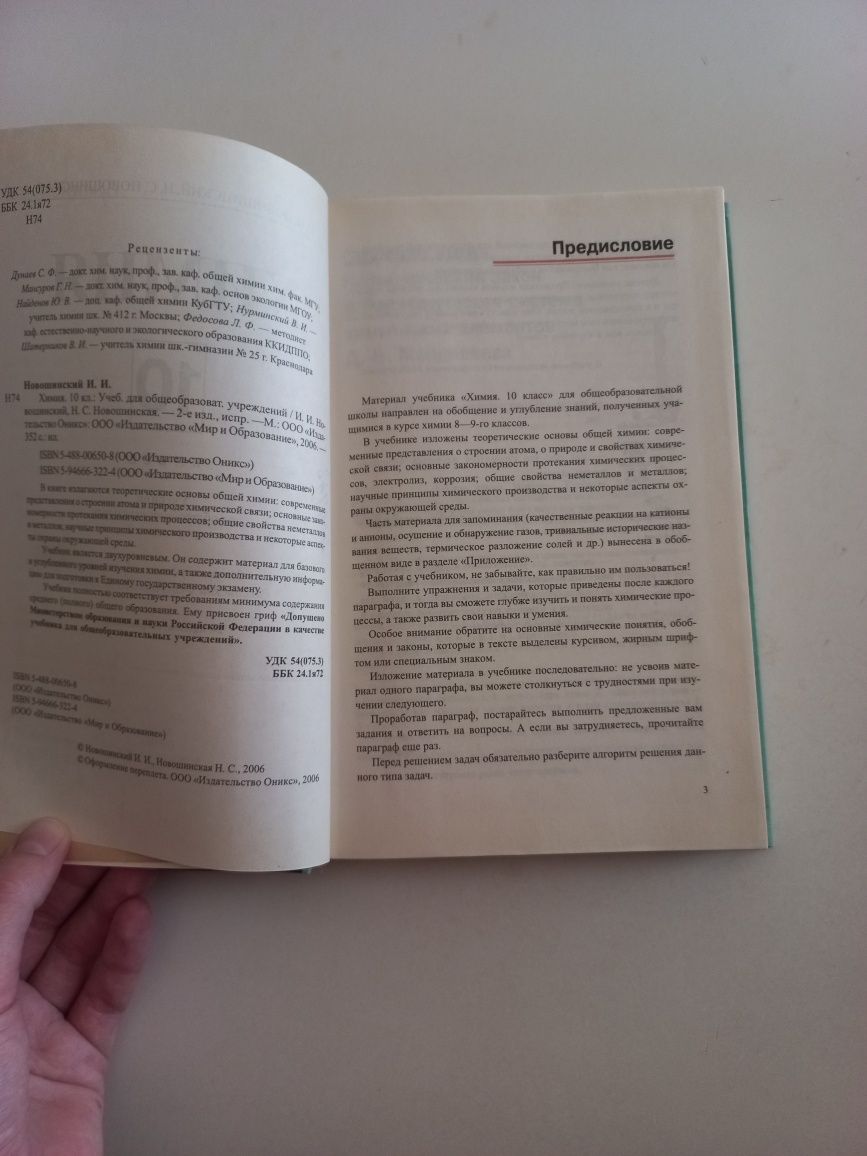 УДК 54(075.3)
ББК 24.1я72
Н74
Рецензенты:
Дунаев С. Ф. — докт. хим. наук, проф., зав. каф. общей химии хим. фак. МГУ,
Мансуров Г. Н. — докт. хим. наук, проф., зав. каф. основ экологии МГОУ,
Найденов Ю. В. — доц. каф. общей химии КубГТУ; Нурминский В. И. —
учитель химии шк. № 412 г. Москвы; Федосова Л. Ф. — методист
каф. естественно-научного и экологического образования ККИДППО;
Шатерников В. И. — учитель химии шк.-гимназии № 25 г. Краснодара
Новошинский И. И.
Н74 Химия. 10 кл.: Учеб. для общеобразоват. учреждений / И. И. Но-
вошинский, Н. С. Новошинская. — 2-е изд., испр. —М.: ООО «Изда-
тельство Оникс»: ООО «Издательство «Мир и Образование», 2006. —
352 с.: ил.
ISBN 5-488-00650-8 (ООО «Издательство Оникс»)
ISBN 5-94666-322-4 (ООО «Издательство «Мир и Образование»)
В книге излагаются теоретические основы общей химии: современные
представления о строении атома и природе химической связи; основные зако-
номерности протекания химических процессов; общие свойства неметаллов
и металлов; научные принципы химического производства и некоторые аспек-
ты охраны окружающей среды.
Учебник является двухуровневым. Он содержит материал для базового
и углубленного уровней изучения химии, а также дополнительную информа-
цию для подготовки к Единому государственному экзамену.
Учебник полностью соответствует требованиям минимума содержания
среднего (полного) общего образования. Ему присвоен гриф «Допущено
Министерством образования и науки Российской Федерации в качестве
учебника для общеобразовательных учреждений».
УДК 54(075.3)
ББК 24.1я72
ISBN 5-488-00650-8
(ООО «Издательство Оникс»)
ISBN 5-94666-322-4
(ООО «Издательство «Мир и Образование»)
© Новошинский И. И., Новошинская Н. С., 2006
© Оформление переплета. ООО «Издательство Оникс», 2006
Предисловие
Материал учебника «Химия. 10 класс» для общеобразовательной
школы направлен на обобщение и углубление знаний, полученных уча-
щимися в курсе химии 8—9-го классов.
В учебнике изложены теоретические основы общей химии: совре-
менные представления о строении атома, о природе и свойствах химиче-
ской связи; основные закономерности протекания химических процес-
сов, электролиз, коррозия; общие свойства неметаллов и металлов;
научные принципы химического производства и некоторые аспекты ох-
раны окружающей среды.
Часть материала для запоминания (качественные реакции на катионы
и анионы, осушение и обнаружение газов, тривиальные исторические наз-
вания веществ, термическое разложение солей и др.) вынесена в обоб-
щенном виде в разделе «Приложение».
Работая с учебником, не забывайте, как правильно им пользоваться!
Выполните упражнения и задачи, которые приведены после каждого
параграфа, и тогда вы сможете глубже изучить и понять химические про-
цессы, а также развить свои навыки и умения.
Особое внимание обратите на основные химические понятия, обоб-
щения и законы, которые в тексте выделены курсивом, жирным шриф-
том или специальным знаком.
Изложение материала в учебнике последовательно: не усвоив мате-
риал одного параграфа, вы можете столкнуться с трудностями при изу-
чении следующего.
Проработав параграф, постарайтесь выполнить предложенные вам
задания и ответить на вопросы. А если вы затрудняетесь, прочитайте
параграф еще раз.
Перед решением задач обязательно разберите алгоритм решения дан-
ного типа задач.
3